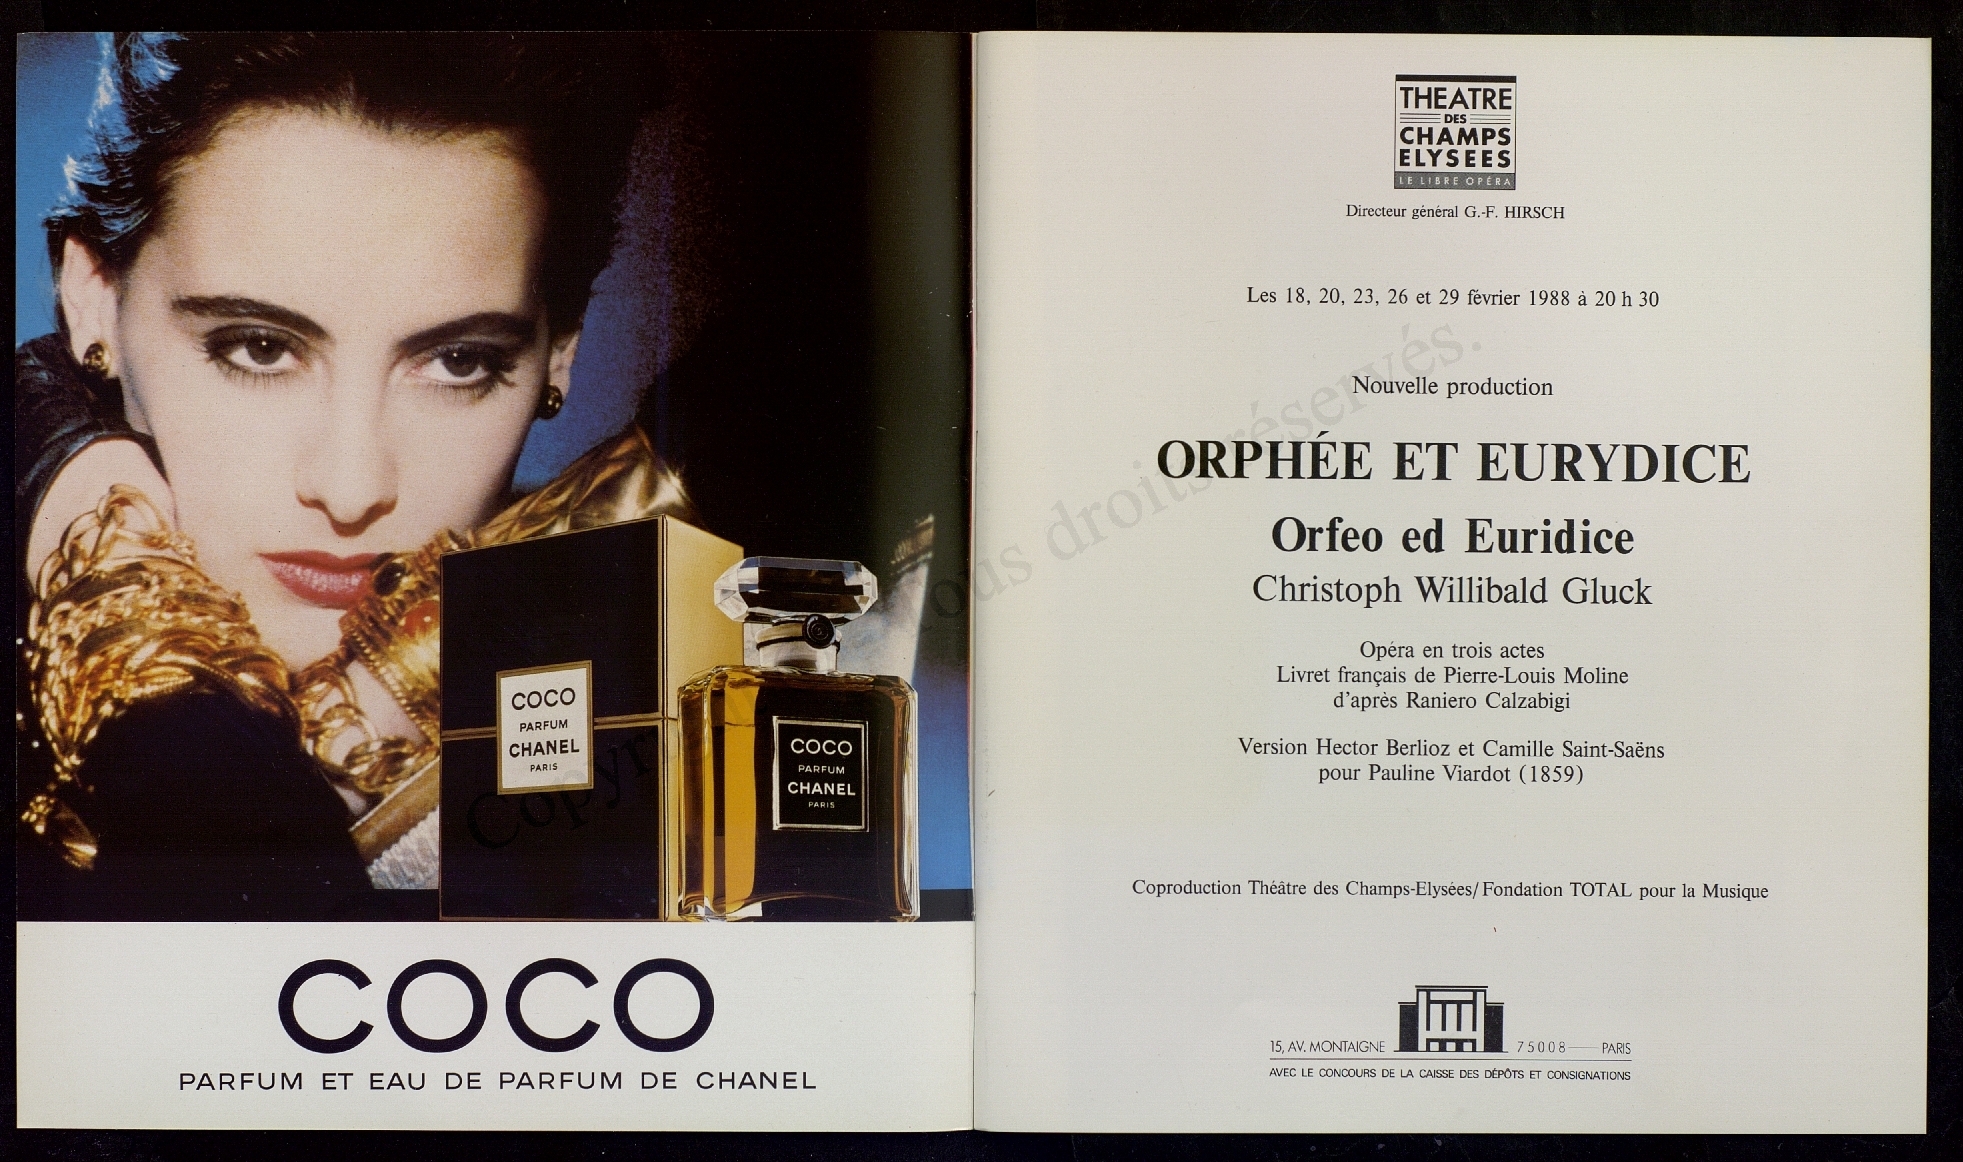 COCO
PARFUM
CHANEL
PARIS
COCO
PARFUM
CHANEL
PARIS
COCO
PARFUM ET EAU DE PARFUM DE CHANEL
THEATRE
DES
CHAMPS
ELYSEES
LE LIBRE OPÉRA
Directeur général G.-F. HIRSCH
Les 18, 20, 23, 26 et 29 février 1988 à 20 h 30
Nouvelle production
ORPHÉE ET EURYDICE
Orfeo ed Euridice
Christoph Willibald Gluck
Opéra en trois actes
Livret français de Pierre-Louis Moline
d'après Raniero Calzabigi
Version Hector Berlioz et Camille Saint-Saëns
pour Pauline Viardot (1859)
Coproduction Théâtre des Champs-Elysées/Fondation TOTAL pour la Musique
15, AV. MONTAIGNE 75008 PARIS
AVEC LE CONCOURS DE LA CAISSE DES DÉPÔTS ET CONSIGNATIONS
tous droits réservés.